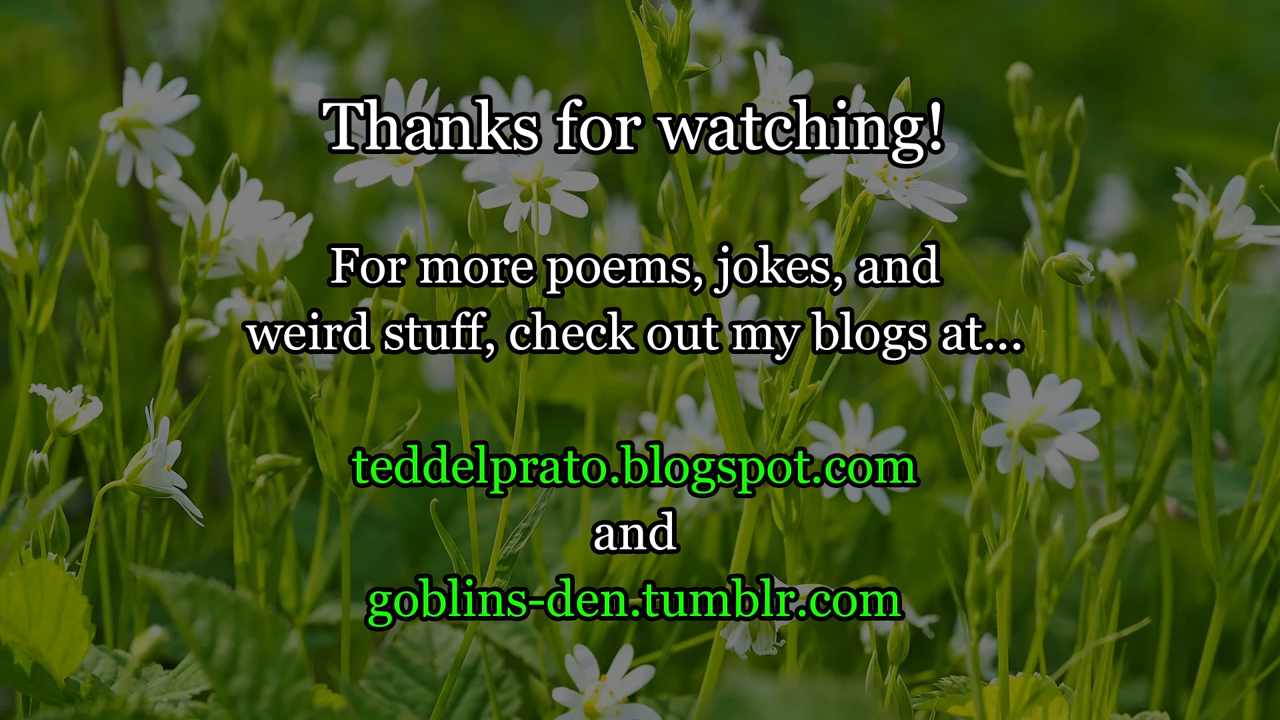 Thanks for watching!
For more poems, jokes, and
weird stuff, check out my blogs at...
teddelprato.blogspot.com
and
goblins-den.tumblr.com